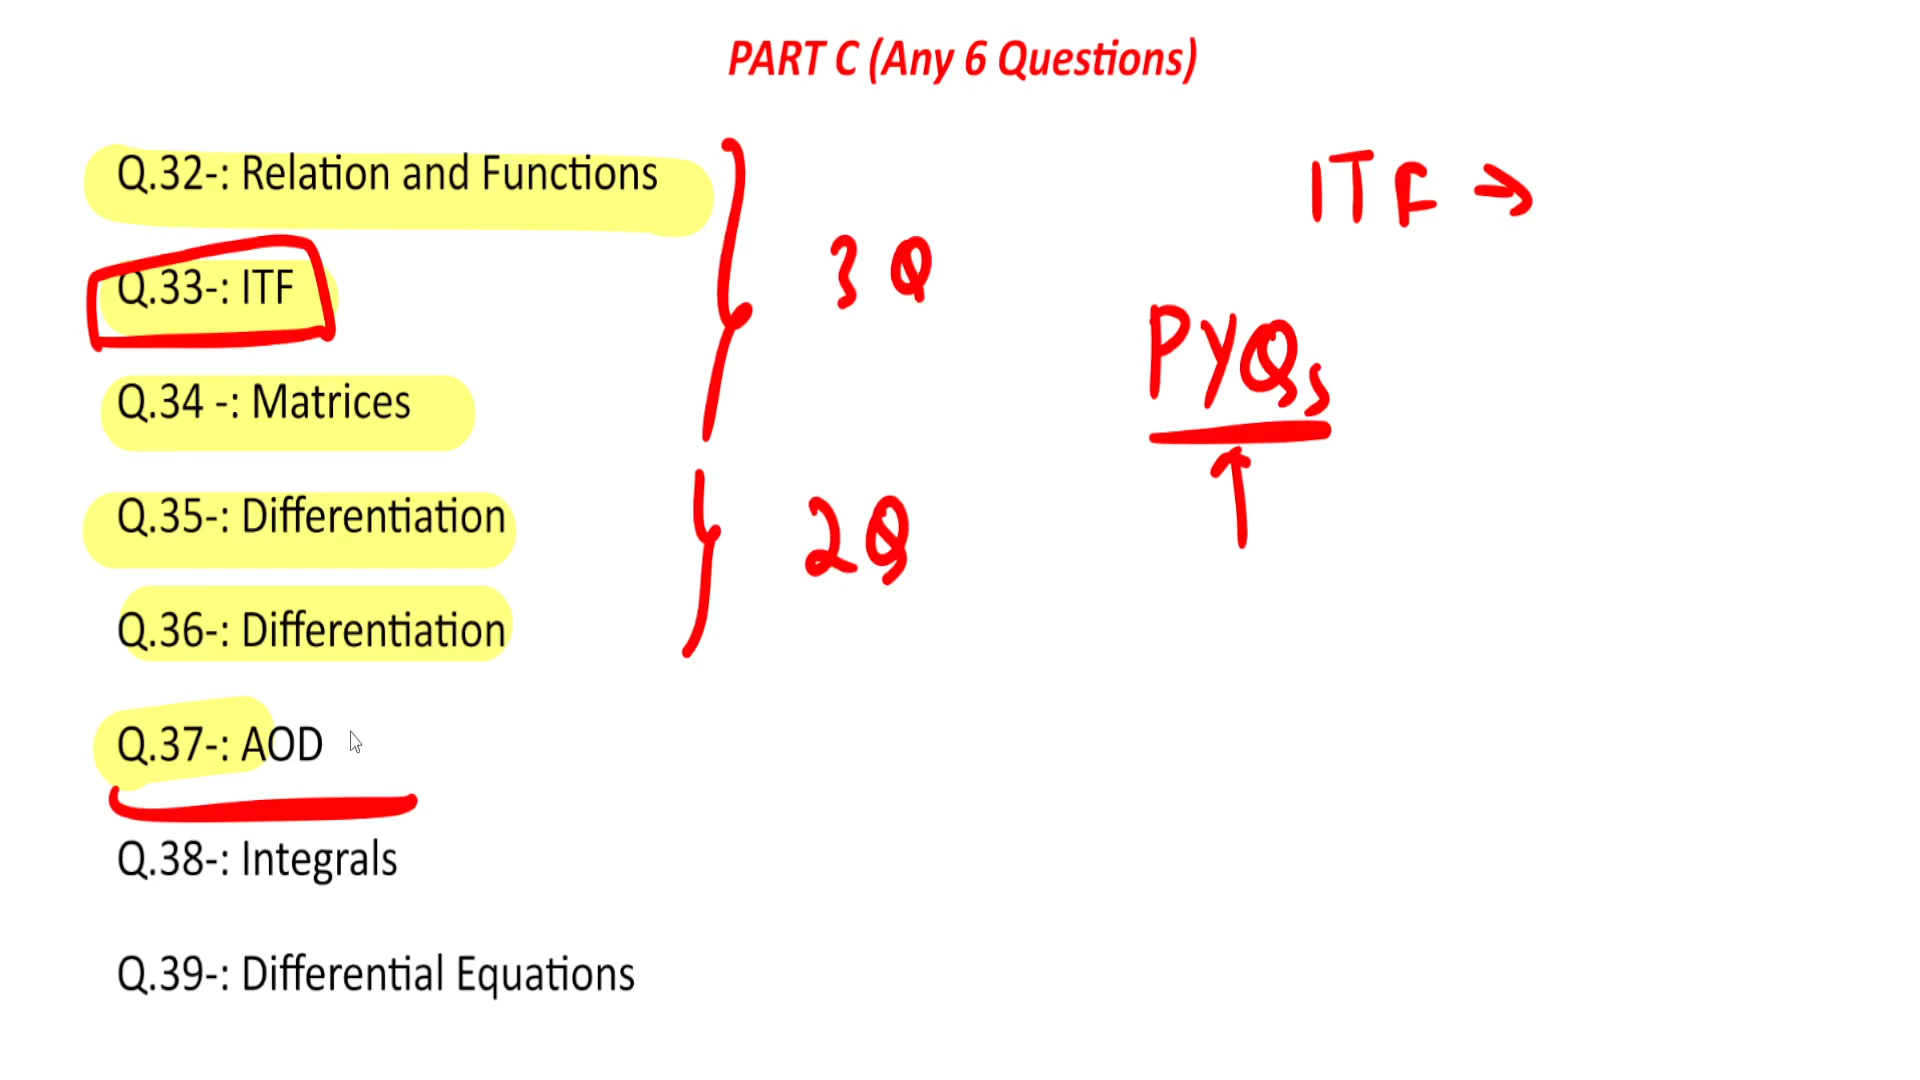 PART C (Any 6 Questions)
Q.32-: Relation and Functions
Q.33-: ITF
Q.34 -: Matrices
Q.35-: Differentiation
Q.36-: Differentiation
Q.37-: AOD
Q.38-: Integrals
Q.39-: Differential Equations
3 Q
2Q
ITF →
PYQs
↑